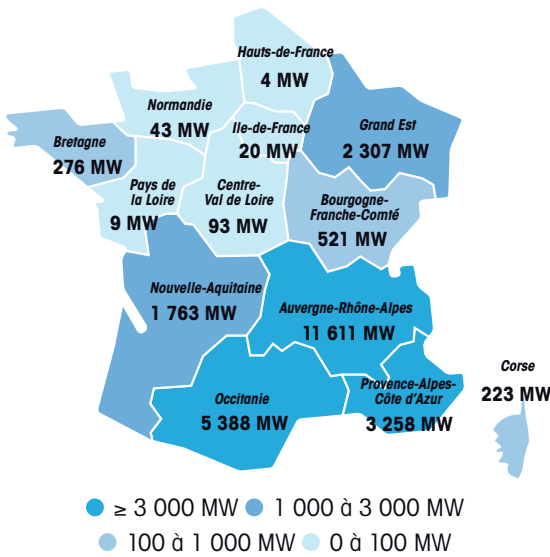 Hauts-de-France
4 MW
Normandie
43 MW
Ile-de-France
20 MW
Grand Est
2 307 MW
Bretagne
276 MW
Pays de
la Loire
9 MW
Centre-
Val de Loire
93 MW
Bourgogne-
Franche-Comté
521 MW
Nouvelle-Aquitaine
1 763 MW
Auvergne-Rhône-Alpes
11 611 MW
Occitanie
5 388 MW
Provence-Alpes-
Côte d'Azur
3 258 MW
Corse
223 MW
≥ 3 000 MW
1 000 à 3 000 MW
100 à 1 000 MW
0 à 100 MW